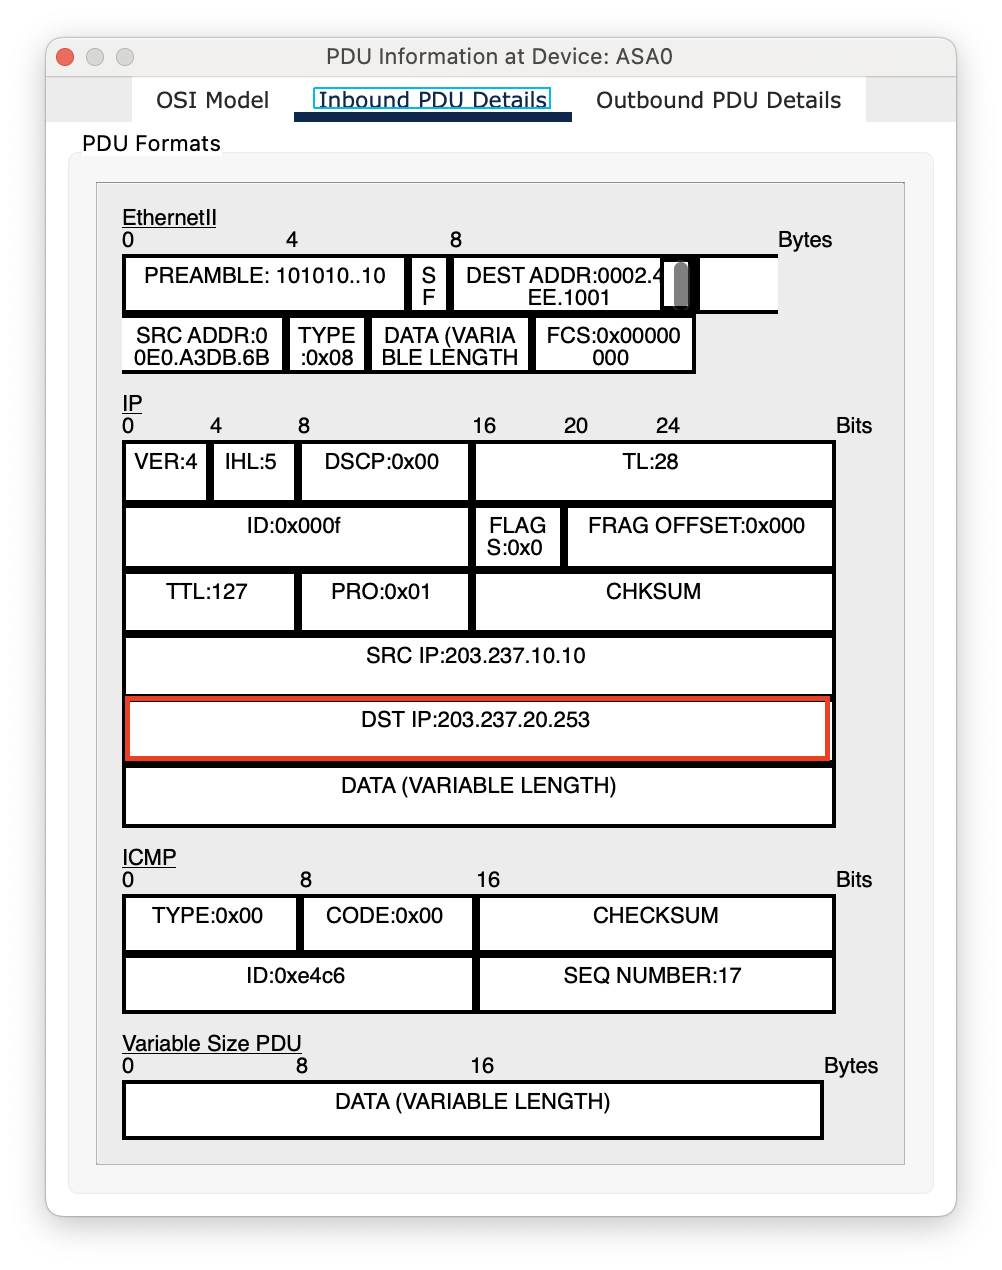 PDU Information at Device: ASA0
OSI Model Inbound PDU Details Outbound PDU Details
PDU Formats
EthernetII
0 4 8 Bytes
PREAMBLE: 101010..10 S F DEST ADDR:0002.4
EE.1001
SRC ADDR:0 TYPE DATA (VARIA FCS:0x00000
0E0.A3DB.6B :0x08 BLE LENGTH 000
IP
0 4 8 16 20 24 Bits
VER:4 IHL:5 DSCP:0x00 TL:28
ID:0x000f FLAG FRAG OFFSET:0x000
S:0x0
TTL:127 PRO:0x01 CHKSUM
SRC IP:203.237.10.10
DST IP:203.237.20.253
DATA (VARIABLE LENGTH)
ICMP
0 8 16 Bits
TYPE:0x00 CODE:0x00 CHECKSUM
ID:0xe4c6 SEQ NUMBER:17
Variable Size PDU
0 8 16 Bytes
DATA (VARIABLE LENGTH)